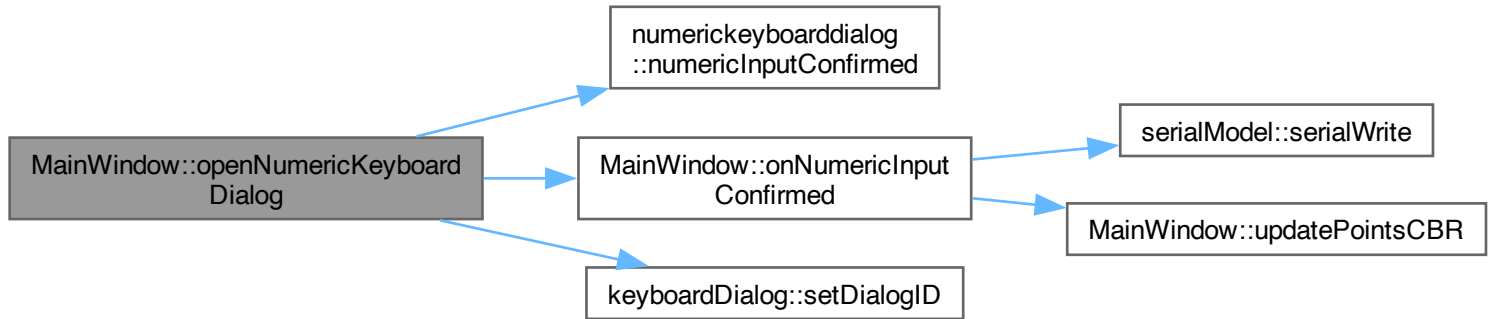 numerickeyboarddialog
::numericInputConfirmed
MainWindow::openNumericKeyboard
Dialog
MainWindow::onNumericInput
Confirmed
serialModel::serialWrite
MainWindow::updatePointsCBR
keyboardDialog::setDialogID